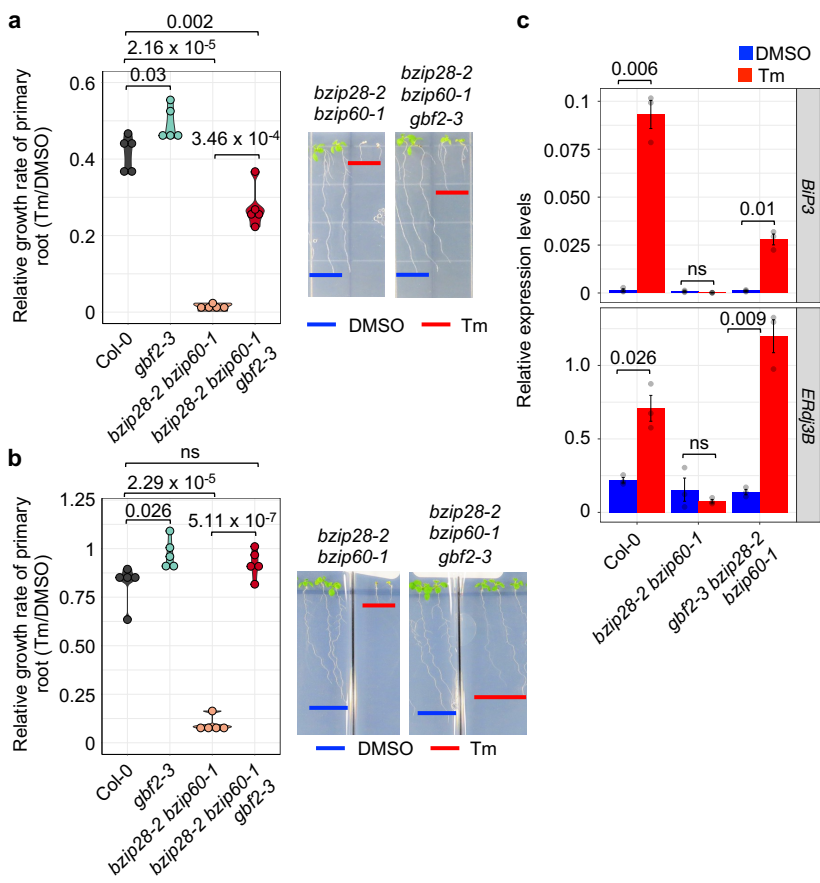 a
0.002
2.16 x 10-5
0.03
3.46 x 10-4
Relative growth rate of primary
root (Tm/DMSO)
0.6
0.4
0.2
0
Col-0
gbf2-3
bzip28-2 bzip60-1
bzip28-2 bzip60-1
gbf2-3
bzip28-2
bzip60-1
bzip28-2
bzip60-1
gbf2-3
DMSO
Tm
b
ns
2.29 x 10-5
0.026
5.11 x 10-7
Relative growth rate of primary
root (Tm/DMSO)
1.25
1
0.75
0.50
0.25
0
Col-0
gbf2-3
bzip28-2 bzip60-1
bzip28-2 bzip60-1
gbf2-3
bzip28-2
bzip60-1
bzip28-2
bzip60-1
gbf2-3
DMSO
Tm
c
DMSO
Tm
Relative expression levels
0.1
0.075
0.05
0.025
0
0.006
ns
0.01
BiP3
1.0
0.5
0
0.026
ns
0.009
ERdj3B
Col-0
bzip28-2 bzip60-1
gbf2-3 bzip28-2
bzip60-1